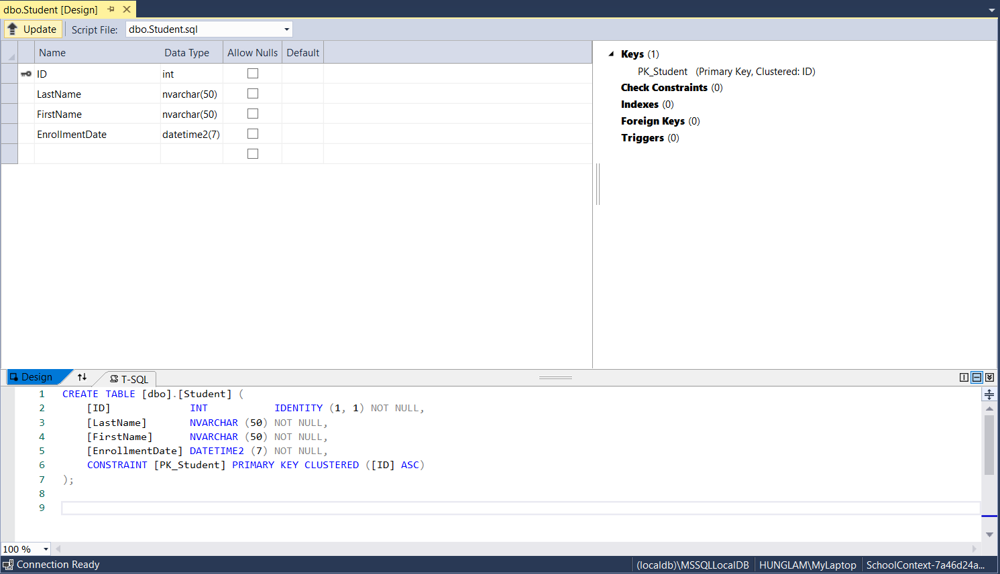 dbo.Student [Design]
Update Script File: dbo.Student.sql
Name Data Type Allow Nulls Default
ID int
LastName nvarchar(50)
FirstName nvarchar(50)
EnrollmentDate datetime2(7)
Keys (1)
PK_Student (Primary Key, Clustered: ID)
Check Constraints (0)
Indexes (0)
Foreign Keys (0)
Triggers (0)
Design T-SQL
1 CREATE TABLE [dbo].[Student] (
2 [ID] INT IDENTITY (1, 1) NOT NULL,
3 [LastName] NVARCHAR (50) NOT NULL,
4 [FirstName] NVARCHAR (50) NOT NULL,
5 [EnrollmentDate] DATETIME2 (7) NOT NULL,
6 CONSTRAINT [PK_Student] PRIMARY KEY CLUSTERED ([ID] ASC)
7 );
8
9
100 %
Connection Ready (localdb)\MSSQLLocalDB HUNGLAM\MyLaptop SchoolContext-7a46d24a...